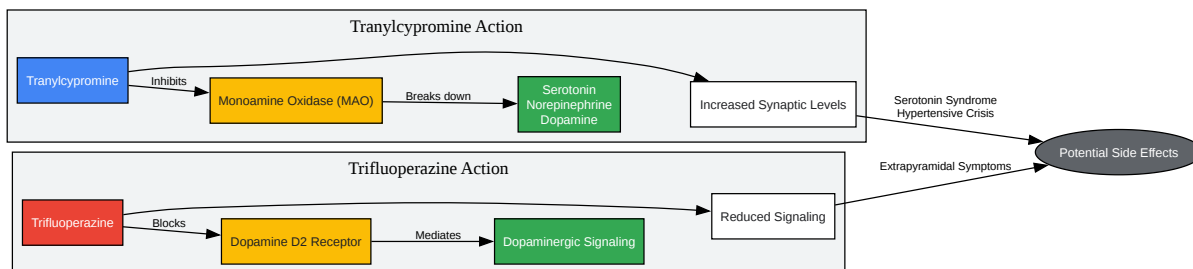 Tranylcypromine Action
Tranylcypromine
Inhibits
Monoamine Oxidase (MAO)
Breaks down
Serotonin
Norepinephrine
Dopamine
Increased Synaptic Levels
Serotonin Syndrome
Hypertensive Crisis
Potential Side Effects
Extrapyramidal Symptoms
Trifluoperazine Action
Trifluoperazine
Blocks
Dopamine D2 Receptor
Mediates
Dopaminergic Signaling
Reduced Signaling